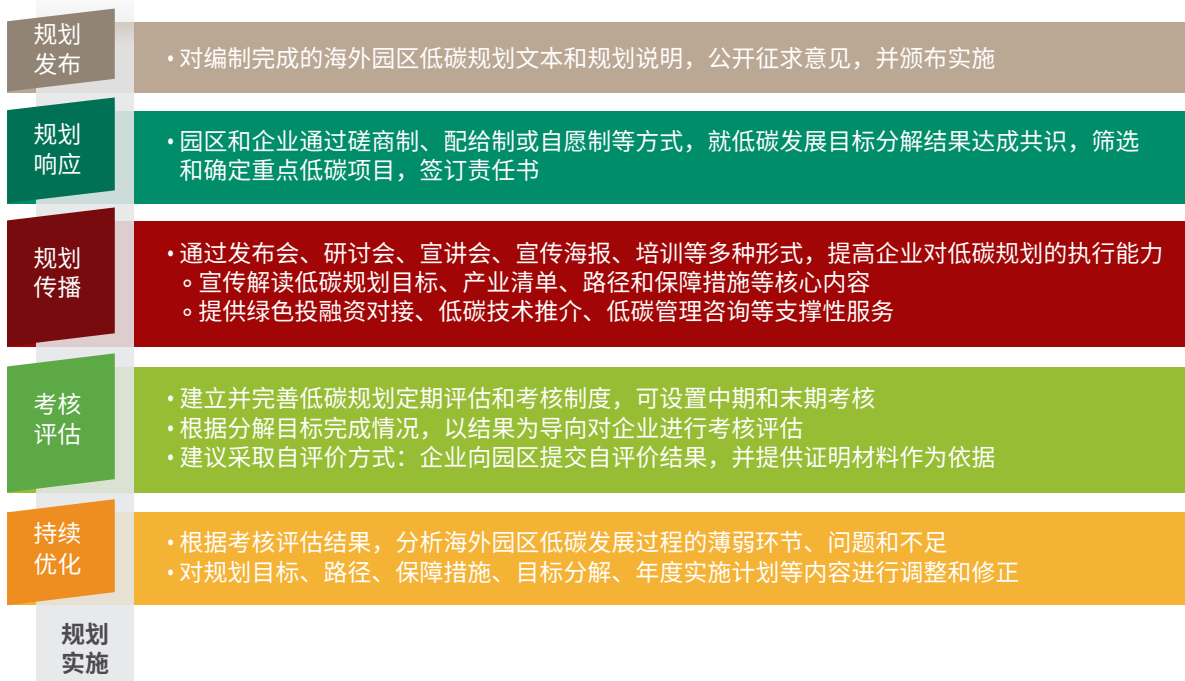 规划
发布
• 对编制完成的海外园区低碳规划文本和规划说明，公开征求意见，并颁布实施
规划
响应
• 园区和企业通过磋商制、配给制或自愿制等方式，就低碳发展目标分解结果达成共识，筛选
和确定重点低碳项目，签订责任书
规划
传播
• 通过发布会、研讨会、宣讲会、宣传海报、培训等多种形式，提高企业对低碳规划的执行能力
∘ 宣传解读低碳规划目标、产业清单、路径和保障措施等核心内容
∘ 提供绿色投融资对接、低碳技术推介、低碳管理咨询等支撑性服务
考核
评估
• 建立并完善低碳规划定期评估和考核制度，可设置中期和末期考核
• 根据分解目标完成情况，以结果为导向对企业进行考核评估
• 建议采取自评价方式：企业向园区提交自评价结果，并提供证明材料作为依据
持续
优化
• 根据考核评估结果，分析海外园区低碳发展过程的薄弱环节、问题和不足
• 对规划目标、路径、保障措施、目标分解、年度实施计划等内容进行调整和修正
规划
实施